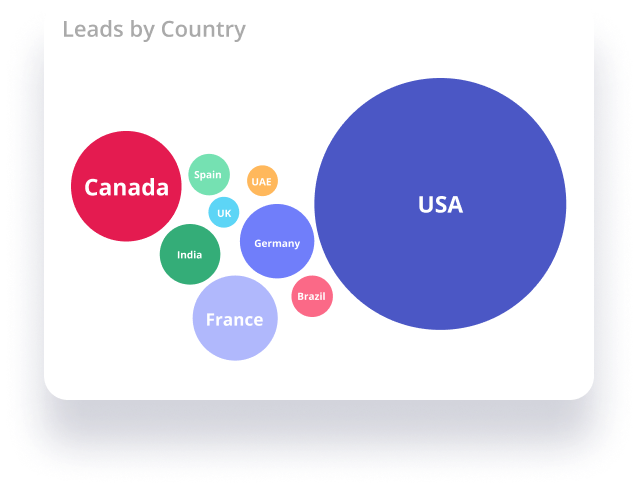 Leads by Country
Canada
Spain
UAE
UK
USA
Germany
India
Brazil
France